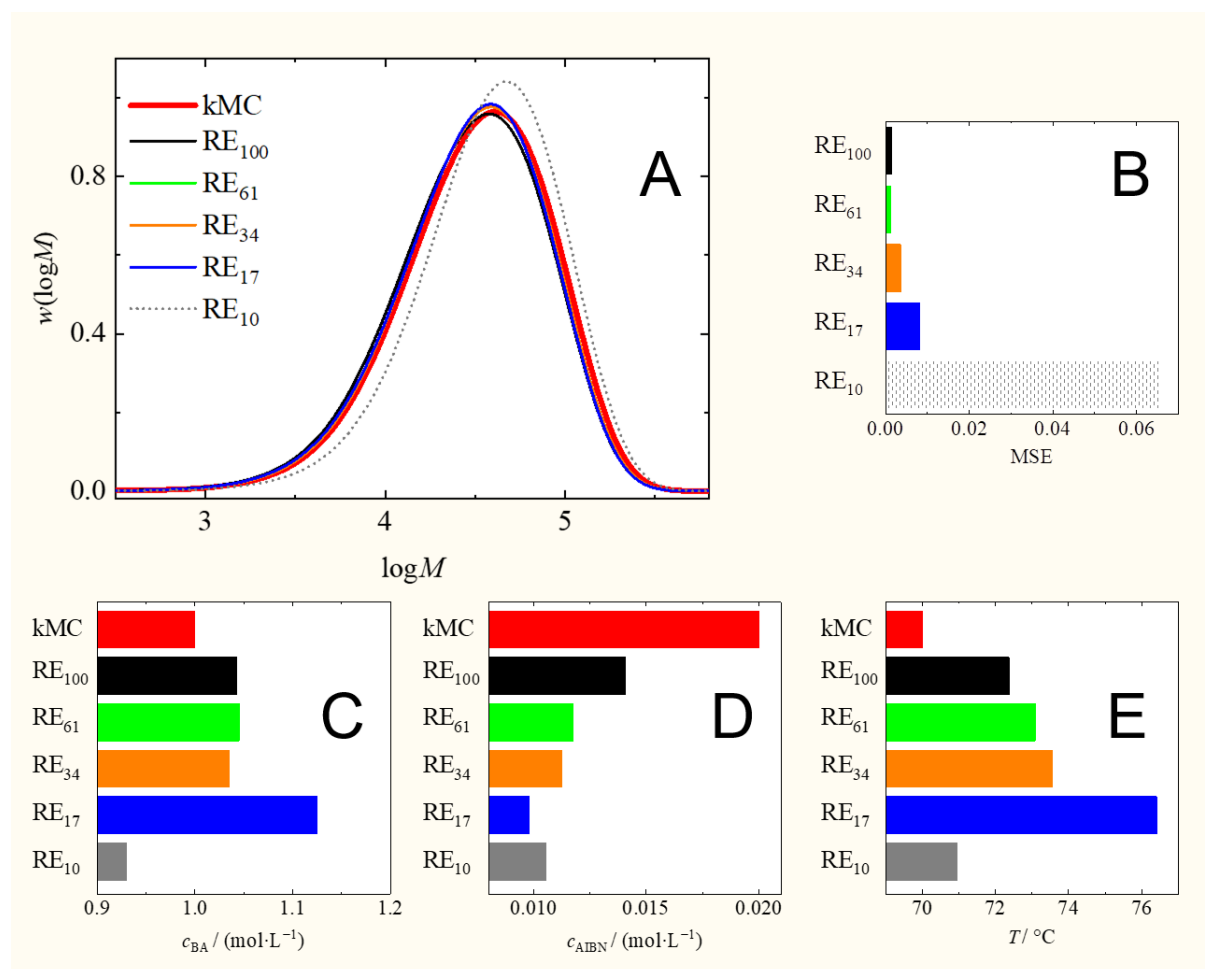 A
kMC
RE100
RE61
RE34
RE17
RE10
w(logM)
0.8
0.4
0.0
3 4 5
logM
B
RE100
RE61
RE34
RE17
RE10
0.00 0.02 0.04 0.06
MSE
C
kMC
RE100
RE61
RE34
RE17
RE10
0.9 1.0 1.1 1.2
cBA / (mol·L−1)
D
kMC
RE100
RE61
RE34
RE17
RE10
0.010 0.015 0.020
cAIBN / (mol·L−1)
E
kMC
RE100
RE61
RE34
RE17
RE10
70 72 74 76
T / °C